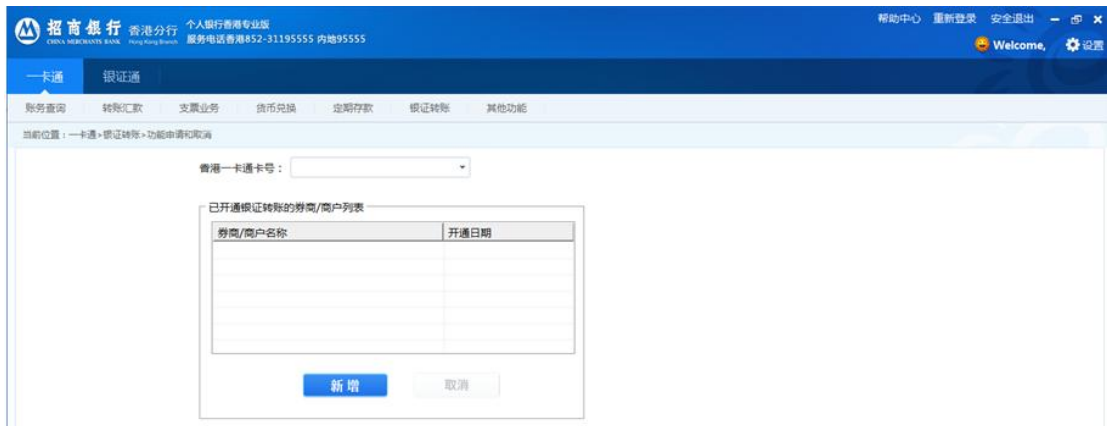 招商银行 香港分行 个人银行香港专业版
CHINA MERCHANTS BANK Hong Kong Branch 服务电话香港852-31195555 内地95555
帮助中心 重新登录 安全退出
Welcome, 设置
一卡通 银证通
账务查询 转账汇款 支票业务 货币兑换 定期存款 银证转账 其他功能
当前位置：一卡通»银证转账»功能申请和取消
香港一卡通卡号：
已开通银证转账的券商/商户列表
券商/商户名称 开通日期
新增 取消